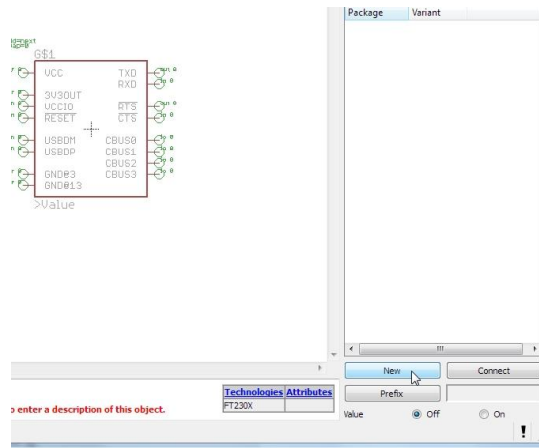 Package Variant
G$1
VCC TXD
RXD
3V3OUT
VCCIO RTS
RESET CTS
USBDM CBUS0
USBDP CBUS1
CBUS2
GND@3 CBUS3
GND@13
>Value
New Connect
Prefix
Technologies Attributes
FT230X
enter a description of this object.
Value Off On
!